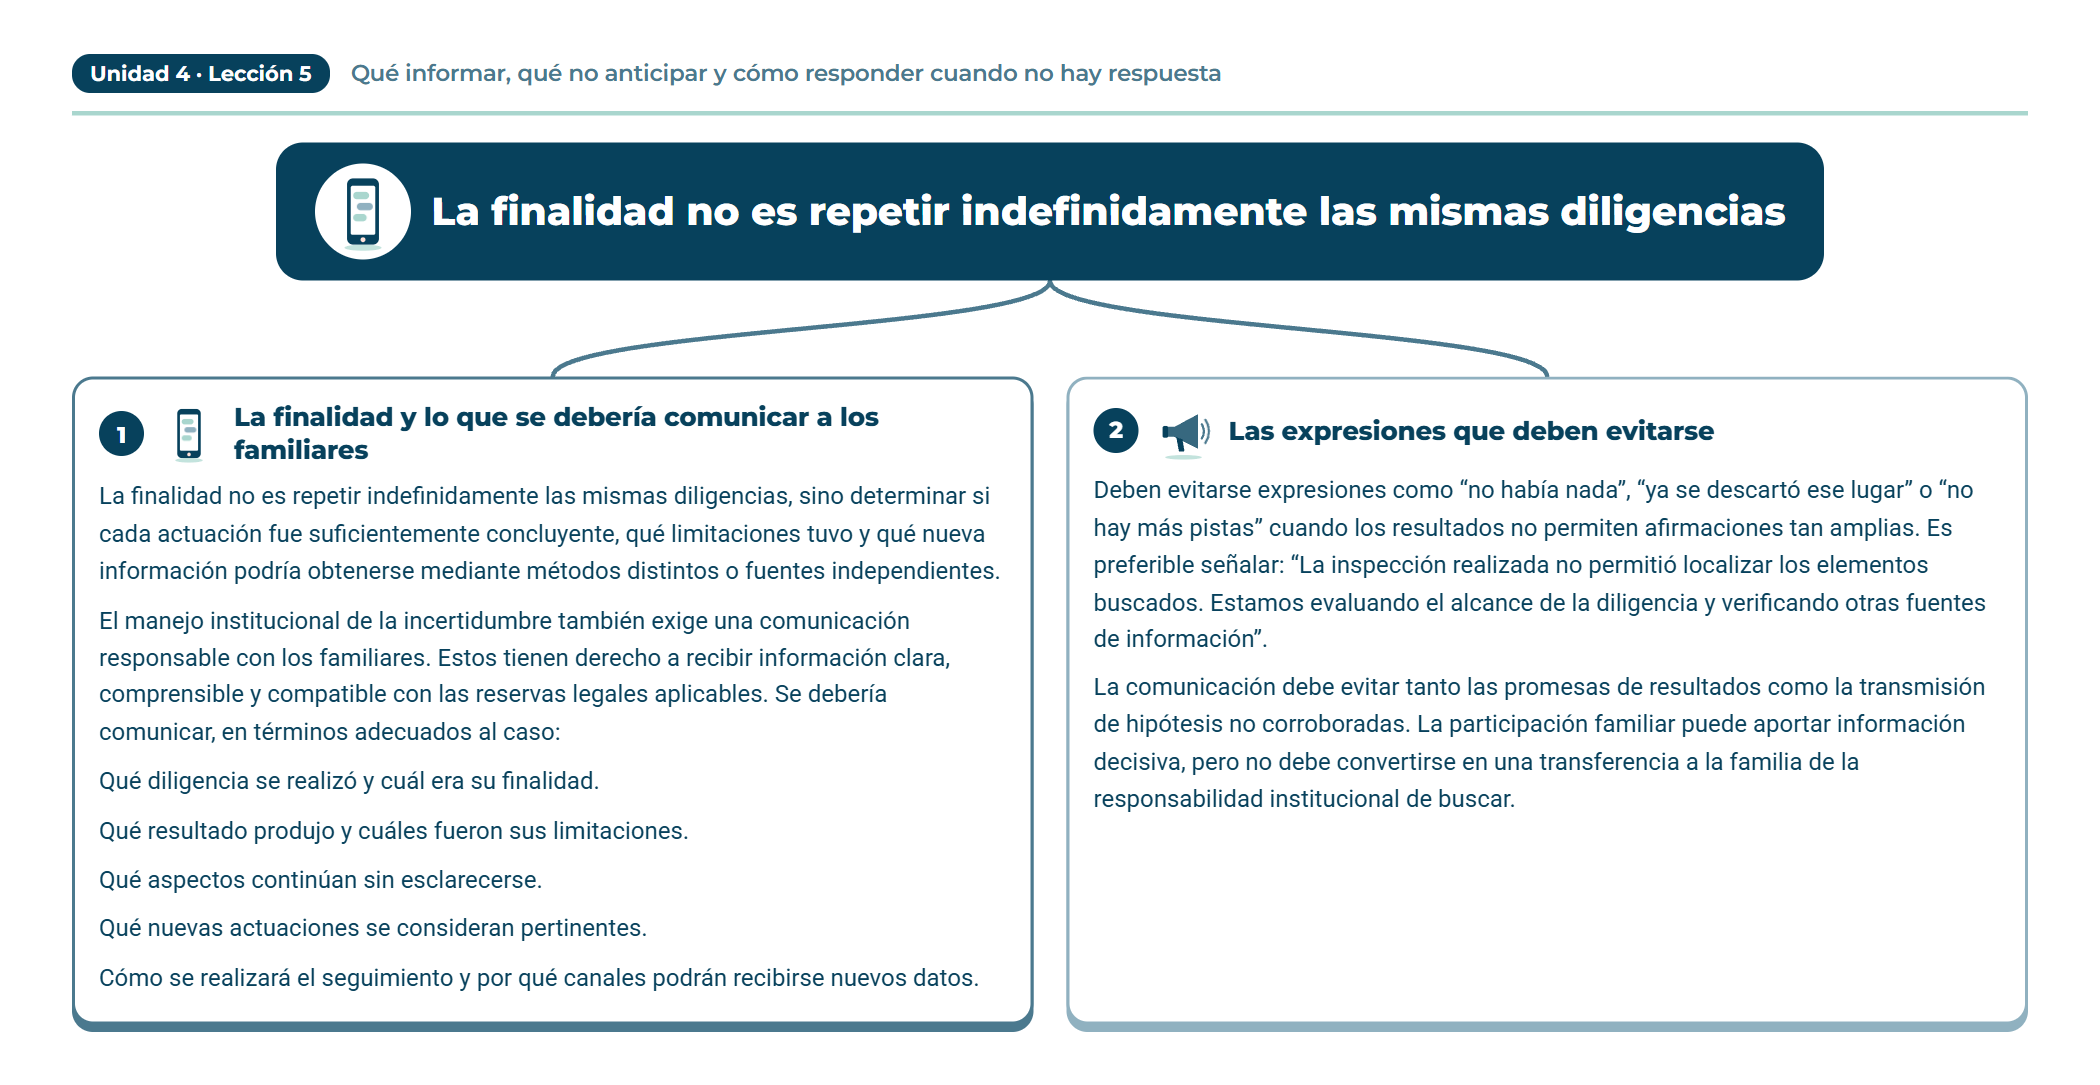 Unidad 4 · Lección 5
Qué informar, qué no anticipar y cómo responder cuando no hay respuesta
La finalidad no es repetir indefinidamente las mismas diligencias
1
La finalidad y lo que se debería comunicar a los
familiares
La finalidad no es repetir indefinidamente las mismas diligencias, sino determinar si
cada actuación fue suficientemente concluyente, qué limitaciones tuvo y qué nueva
información podría obtenerse mediante métodos distintos o fuentes independientes.
El manejo institucional de la incertidumbre también exige una comunicación
responsable con los familiares. Estos tienen derecho a recibir información clara,
comprensible y compatible con las reservas legales aplicables. Se debería
comunicar, en términos adecuados al caso:
Qué diligencia se realizó y cuál era su finalidad.
Qué resultado produjo y cuáles fueron sus limitaciones.
Qué aspectos continúan sin esclarecerse.
Qué nuevas actuaciones se consideran pertinentes.
Cómo se realizará el seguimiento y por qué canales podrán recibirse nuevos datos.
2
Las expresiones que deben evitarse
Deben evitarse expresiones como “no había nada”, “ya se descartó ese lugar” o “no
hay más pistas” cuando los resultados no permiten afirmaciones tan amplias. Es
preferible señalar: “La inspección realizada no permitió localizar los elementos
buscados. Estamos evaluando el alcance de la diligencia y verificando otras fuentes
de información”.
La comunicación debe evitar tanto las promesas de resultados como la transmisión
de hipótesis no corroboradas. La participación familiar puede aportar información
decisiva, pero no debe convertirse en una transferencia a la familia de la
responsabilidad institucional de buscar.